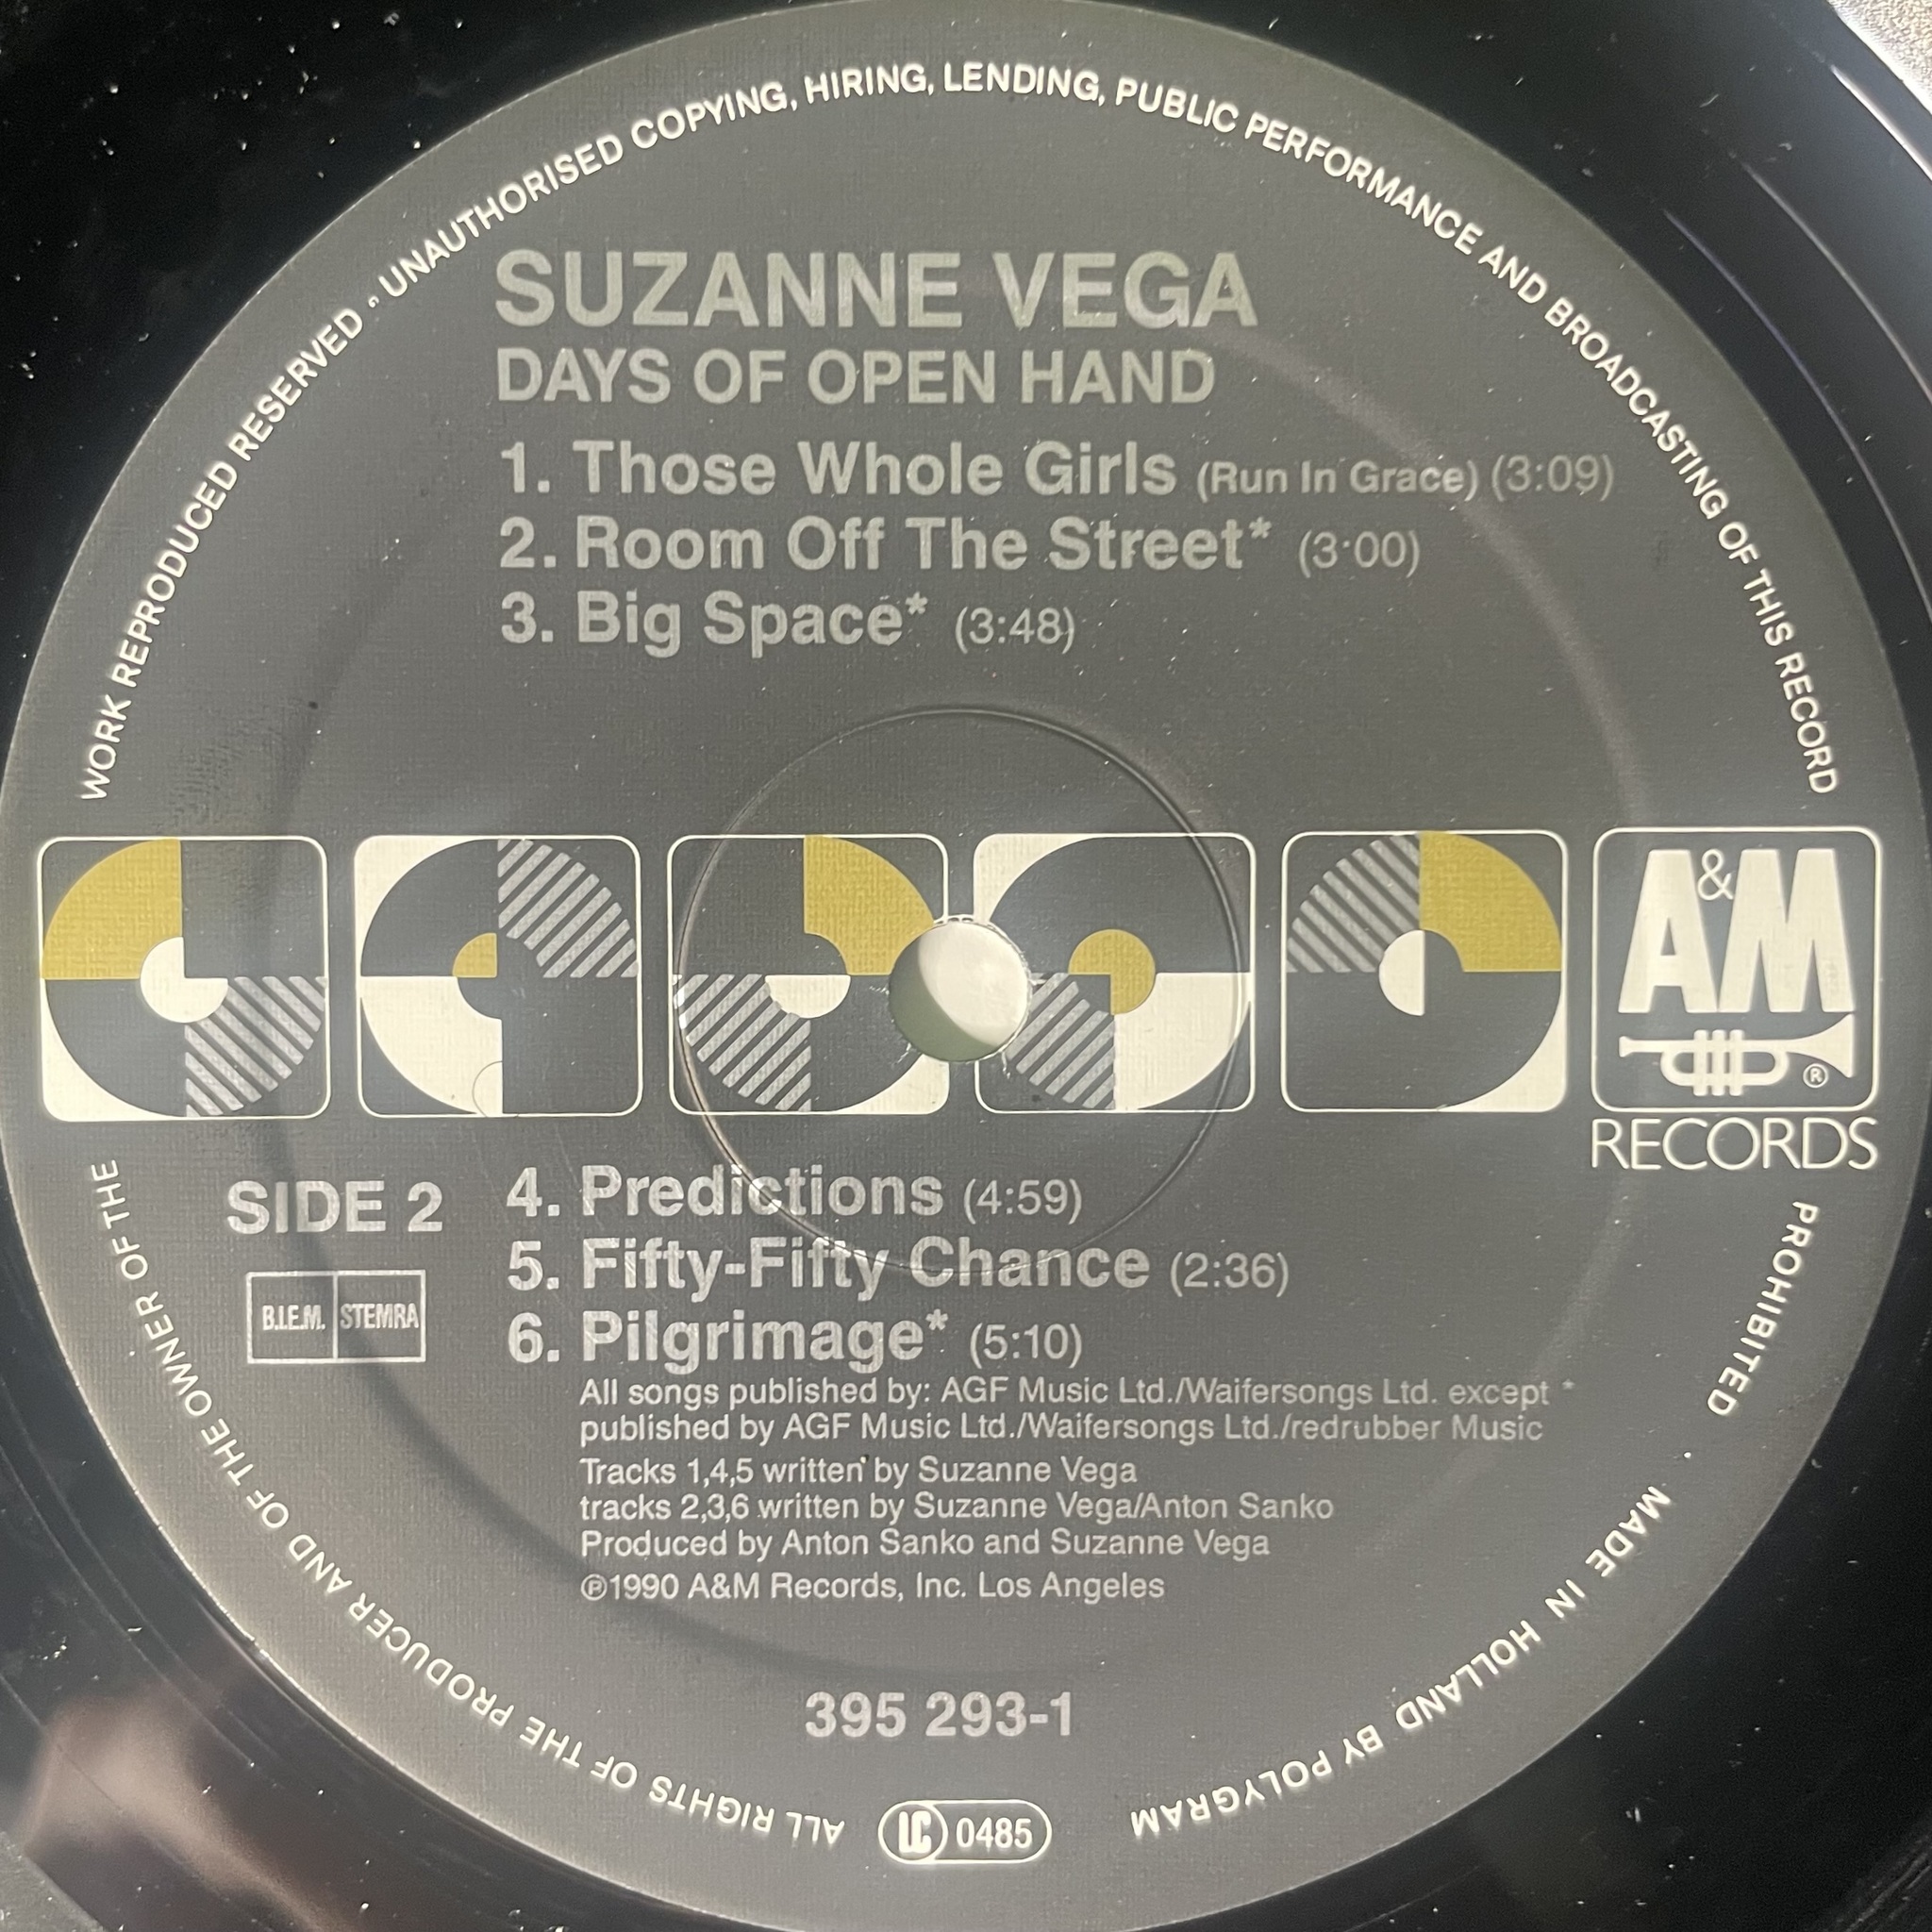 WORK REPRODUCED RESERVED · UNAUTHORISED COPYING, HIRING, LENDING, PUBLIC PERFORMANCE AND BROADCASTING OF THIS RECORD
SUZANNE VEGA
DAYS OF OPEN HAND
1. Those Whole Girls (Run In Grace) (3:09)
2. Room Off The Street* (3:00)
3. Big Space* (3:48)
A&M
®
RECORDS
SIDE 2
B.I.E.M. STEMRA
4. Predictions (4:59)
5. Fifty-Fifty Chance (2:36)
6. Pilgrimage* (5:10)
All songs published by: AGF Music Ltd./Waifersongs Ltd. except *
published by AGF Music Ltd./Waifersongs Ltd./redrubber Music
Tracks 1,4,5 written by Suzanne Vega
tracks 2,3,6 written by Suzanne Vega/Anton Sanko
Produced by Anton Sanko and Suzanne Vega
℗1990 A&M Records, Inc. Los Angeles
395 293-1
PROHIBITED
MADE IN HOLLAND BY POLYGRAM
LC 0485
ALL RIGHTS OF THE PRODUCER AND OF THE OWNER OF THE